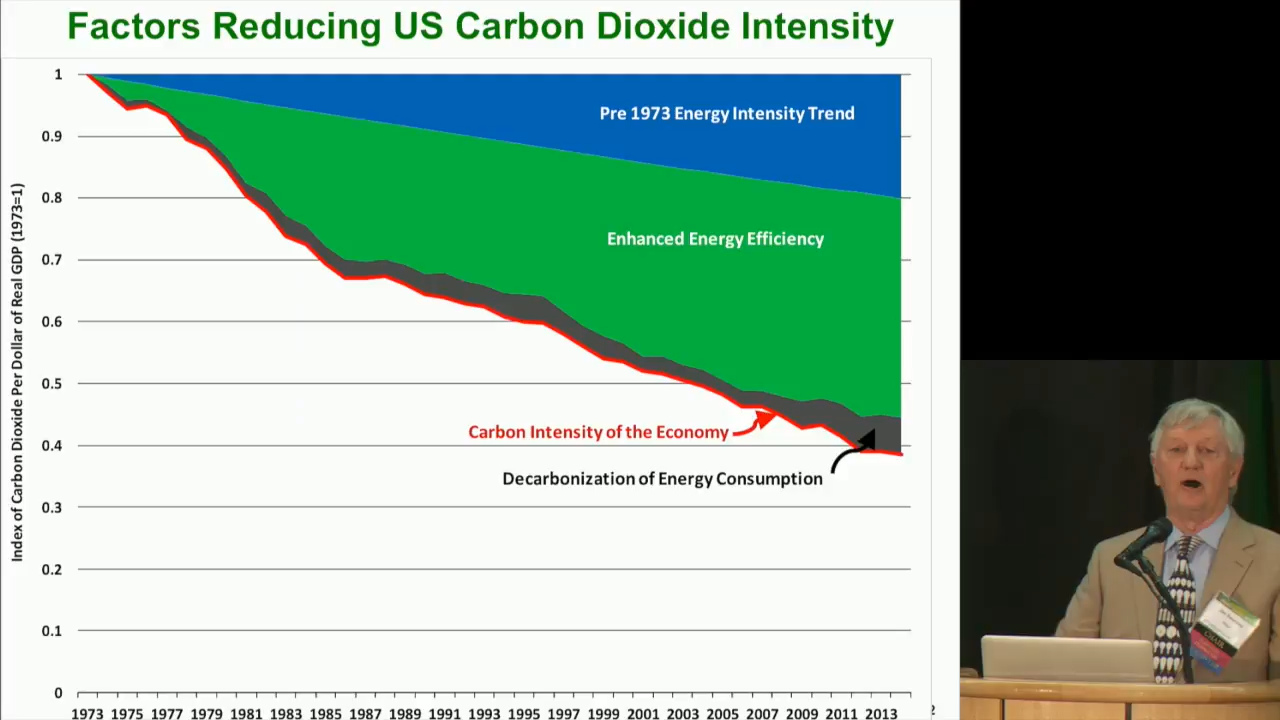 Factors Reducing US Carbon Dioxide Intensity
Index of Carbon Dioxide Per Dollar of Real GDP (1973=1)
1
0.9
0.8
0.7
0.6
0.5
0.4
0.3
0.2
0.1
0
Pre 1973 Energy Intensity Trend
Enhanced Energy Efficiency
Carbon Intensity of the Economy
Decarbonization of Energy Consumption
1973 1975 1977 1979 1981 1983 1985 1987 1989 1991 1993 1995 1997 1999 2001 2003 2005 2007 2009 2011 2013
2